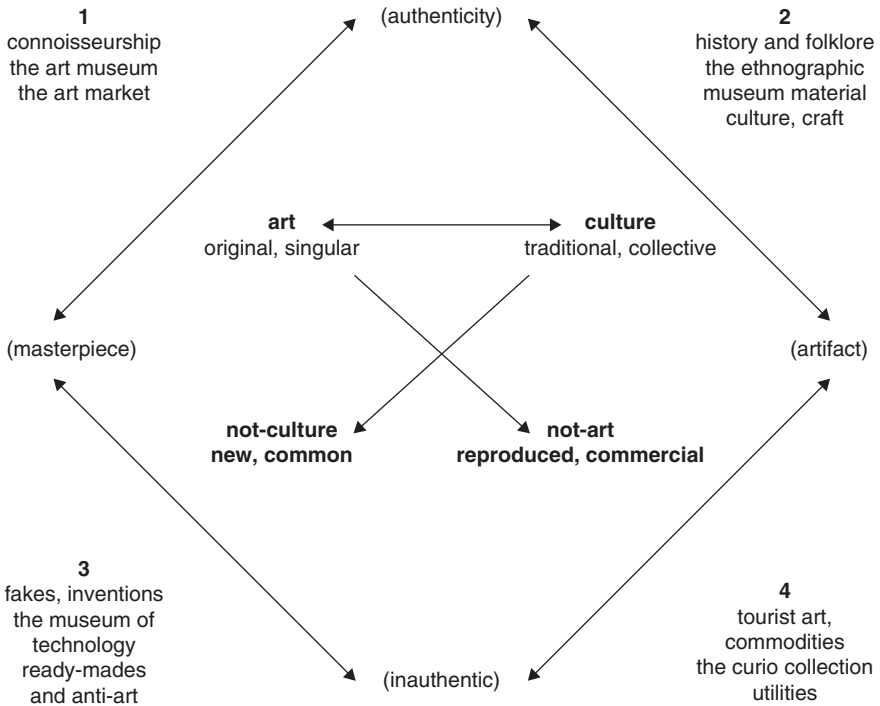 1
connoisseurship
the art museum
the art market
(authenticity)
2
history and folklore
the ethnographic
museum material
culture, craft
art
original, singular
culture
traditional, collective
(masterpiece)
(artifact)
not-culture
new, common
not-art
reproduced, commercial
3
fakes, inventions
the museum of
technology
ready-mades
and anti-art
(inauthentic)
4
tourist art,
commodities
the curio collection
utilities